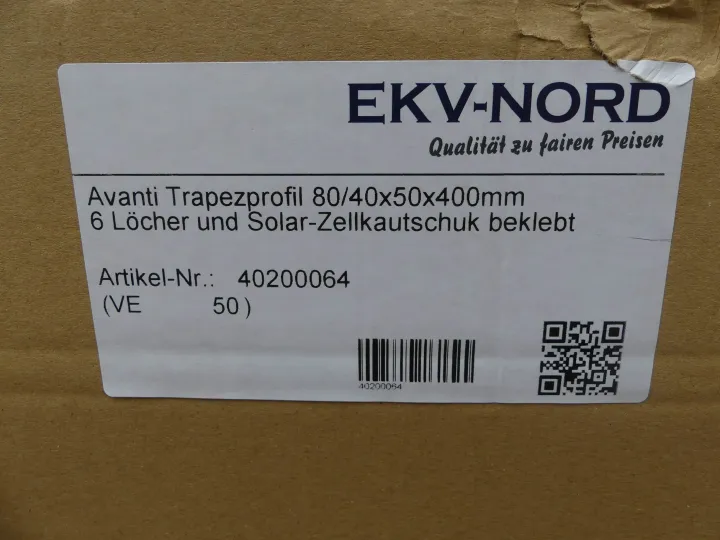 EKV-NORD
Qualität zu fairen Preisen
Avanti Trapezprofil 80/40x50x400mm
6 Löcher und Solar-Zellkautschuk beklebt
Artikel-Nr.: 40200064
(VE 50)
40200064